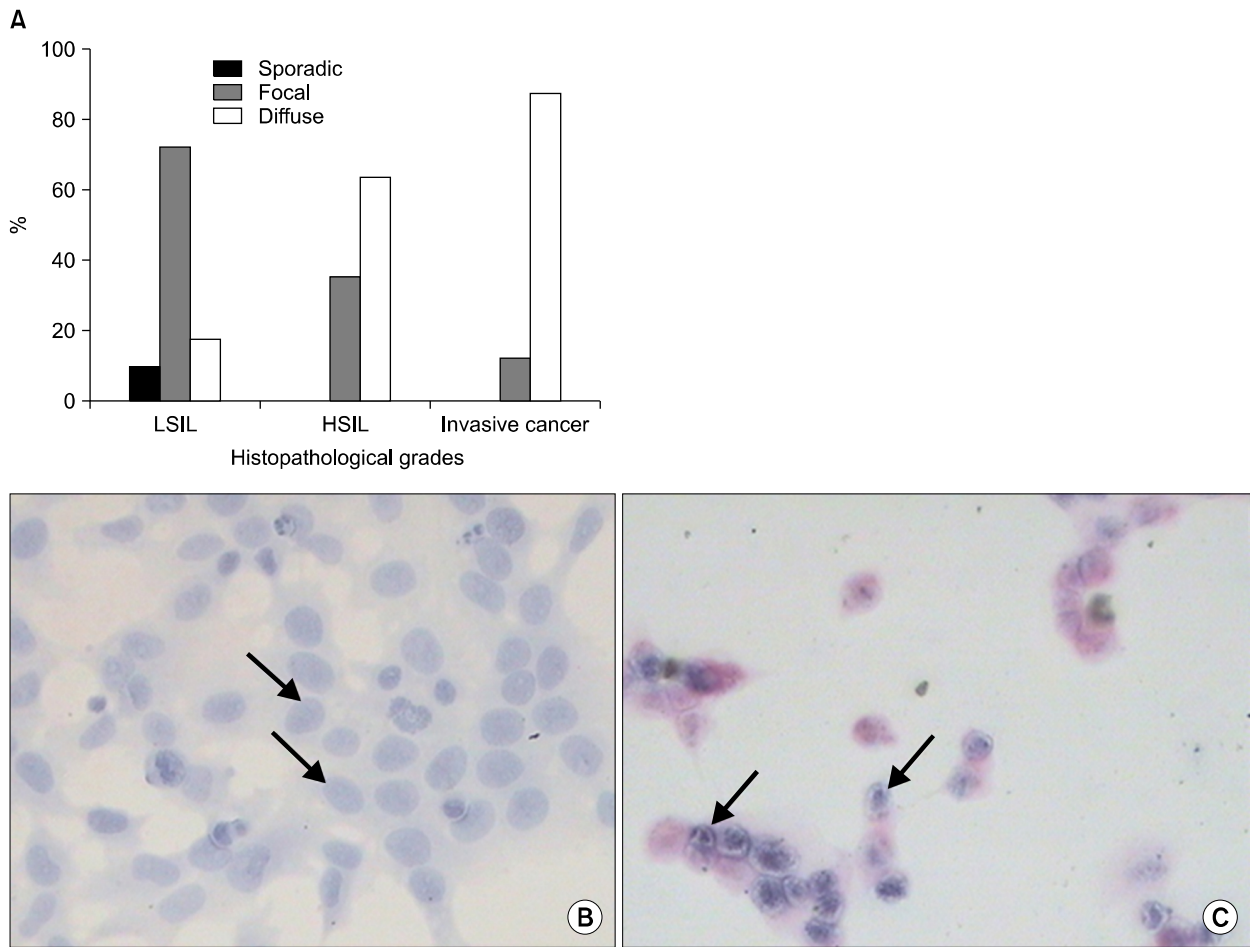 A
100
80
60
40
20
0
%
Sporadic
Focal
Diffuse
LSIL HSIL Invasive cancer
Histopathological grades
B
C